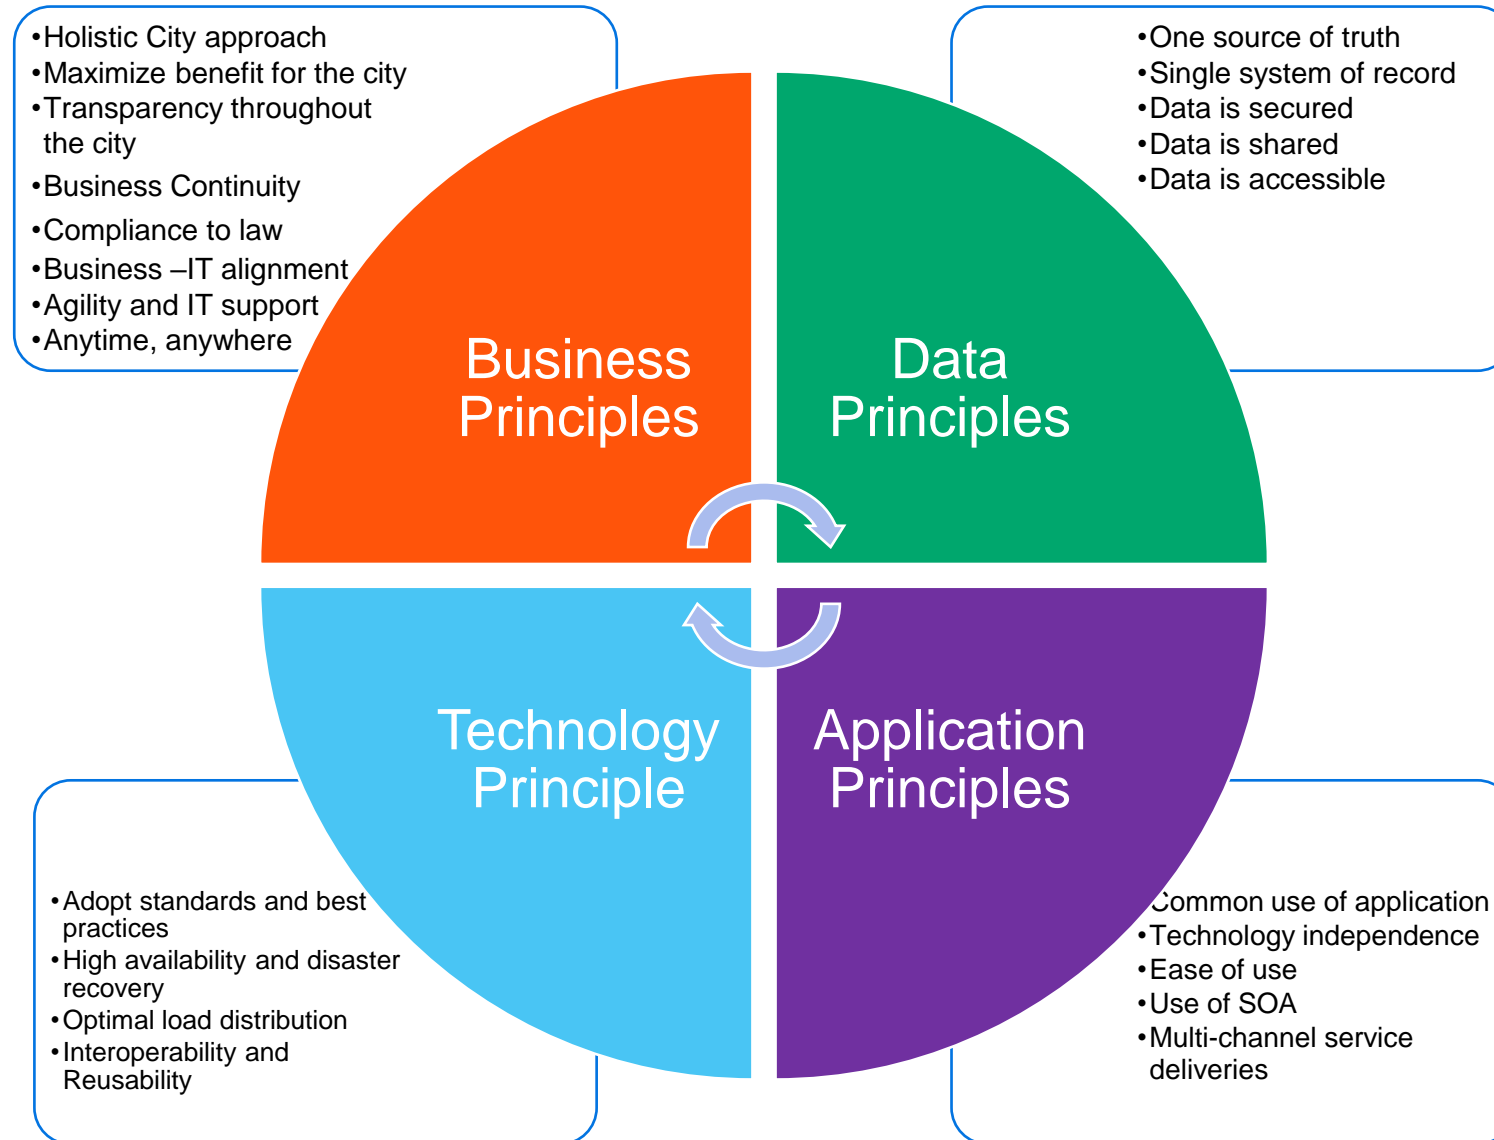 •Holistic City approach
•Maximize benefit for the city
•Transparency throughout
the city
•Business Continuity
•Compliance to law
•Business –IT alignment
•Agility and IT support
•Anytime, anywhere
•One source of truth
•Single system of record
•Data is secured
•Data is shared
•Data is accessible
Business
Principles
Data
Principles
Technology
Principle
Application
Principles
•Adopt standards and best
practices
•High availability and disaster
recovery
•Optimal load distribution
•Interoperability and
Reusability
•Common use of application
•Technology independence
•Ease of use
•Use of SOA
•Multi-channel service
deliveries